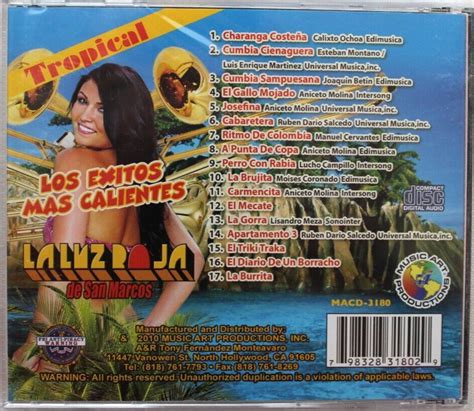 Tropical
LOS EXITOS
MAS CALIENTES
LA LUZ ROJA
de San Marcos
1. Charanga Costeña Calixto Ochoa Edimusica
2. Cumbia Cienaguera Esteban Montano /
Luis Enrique Martinez Universal Musica,inc.
3. Cumbia Sampuesana Joaquin Betin Edimusica
4. El Gallo Mojado Aniceto Molina Intersong
5. Josefina Aniceto Molina Universal Musica,inc.
6. Cabaretera Ruben Dario Salcedo Universal Musica,inc.
7. Ritmo De Colombia Manuel Cervantes Edimusica
8. A Punta De Copa Aniceto Molina Edimusica
9. Perro Con Rabia Lucho Campillo Intersong
10. La Brujita Moises Coronado Edimusica
11. Carmencita Aniceto Molina Intersong
12. El Mecate
13. La Gorra Lisandro Meza Sonointer
14. Apartamento 3 Ruben Dario Salcedo Universal Musica,inc.
15. El Triki Traka
16. El Diario De Un Borracho
17. La Burrita
COMPACT
disc
DIGITAL AUDIO
MUSIC ART
PRODUCTIONS
MACD-3180
7 98328 31802 9
Manufactured and Distributed by:
& 2010 MUSIC ART PRODUCTIONS, INC.
A&R Tony Fernández Monteavaro
11447 Vanowen St. North Hollywood, CA 91605
Tel: (818) 761-7793 - Fax (818) 761-8269
WARNING: All rights reserved. Unauthorized duplication is a violation of applicable laws.